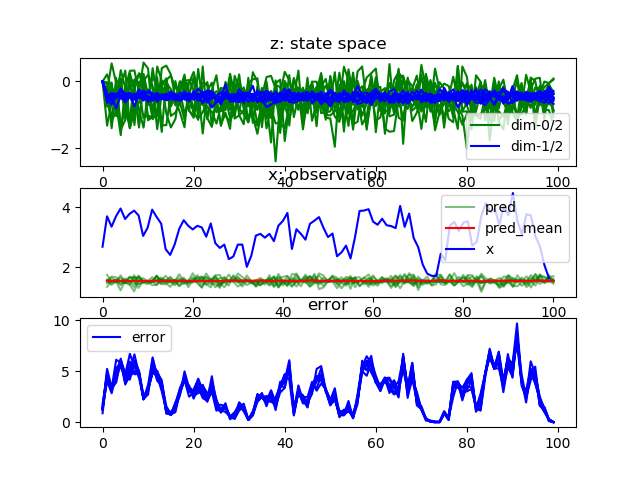 z: state space
0
−2
dim-0/2
dim-1/2
0 20 40 60 80 100
x: observation
4
2
pred
pred_mean
x
0 20 40 60 80 100
error
10
5
0
error
0 20 40 60 80 100